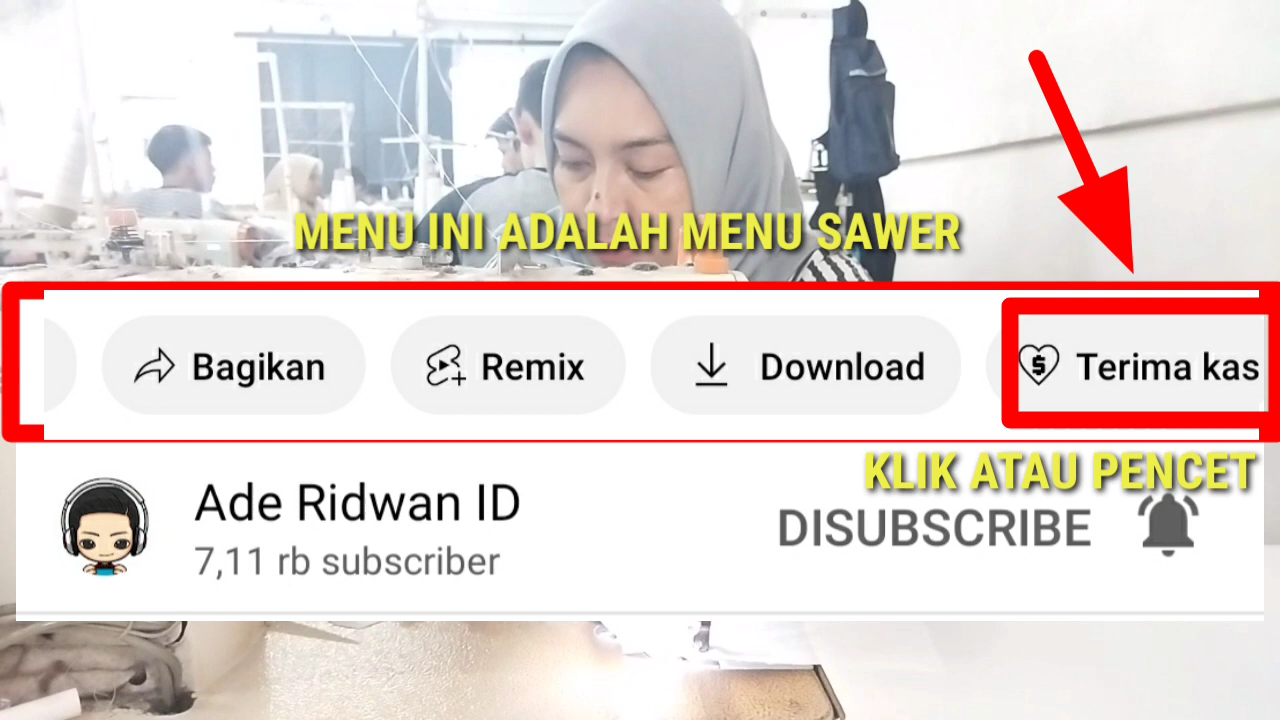 MENU INI ADALAH MENU SAWER
Bagikan
Remix
Download
$ Terima kas
KLIK ATAU PENCET
Ade Ridwan ID
DISUBSCRIBE
7,11 rb subscriber